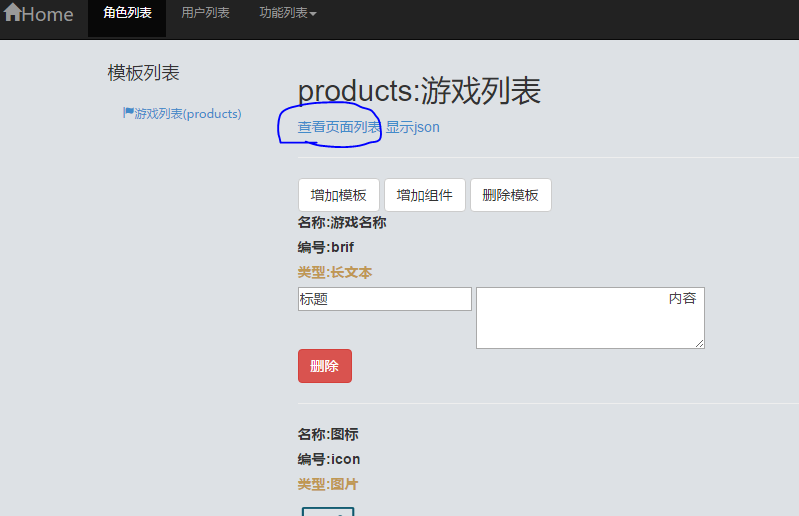 Home 角色列表 用户列表 功能列表
模板列表
游戏列表(products)
products:游戏列表
查看页面列表 显示json
增加模板 增加组件 删除模板
名称:游戏名称
编号:brif
类型:长文本
标题 内容
删除
名称:图标
编号:icon
类型:图片